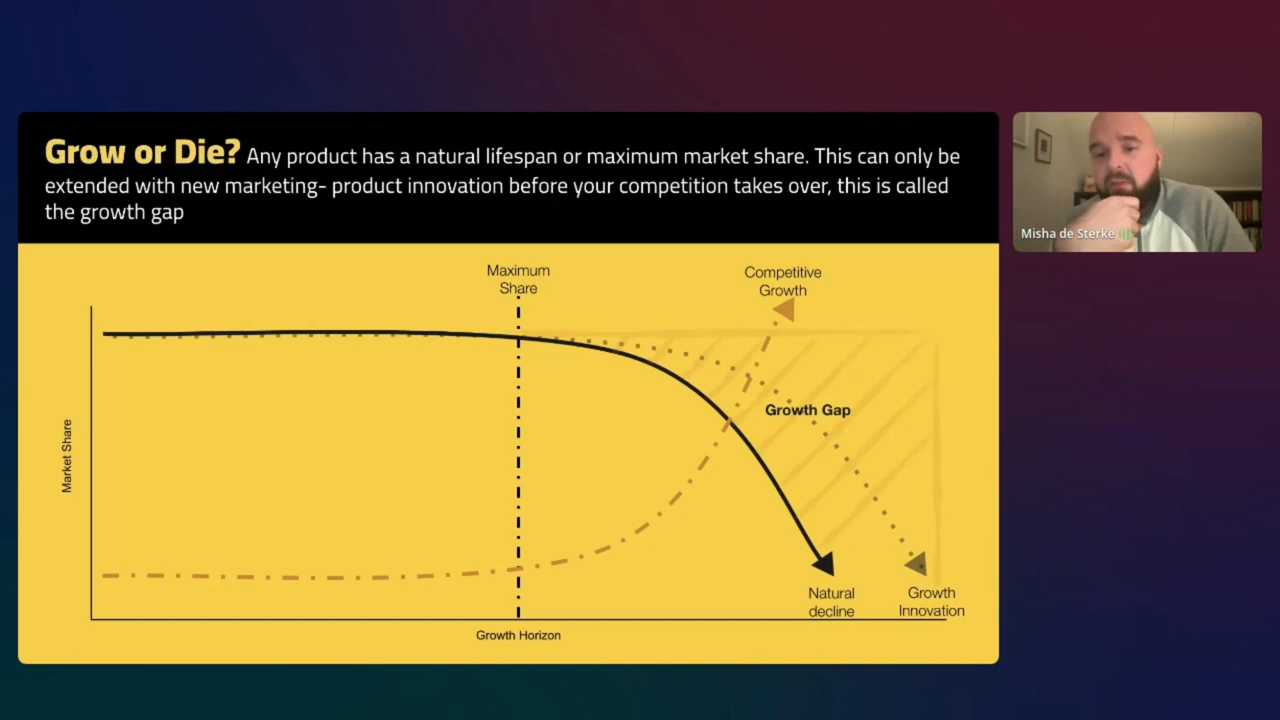 Grow or Die? Any product has a natural lifespan or maximum market share. This can only be
extended with new marketing- product innovation before your competition takes over, this is called
the growth gap
Misha de Sterke
Maximum
Share
Competitive
Growth
Growth Gap
Market Share
Natural
decline
Growth
Innovation
Growth Horizon